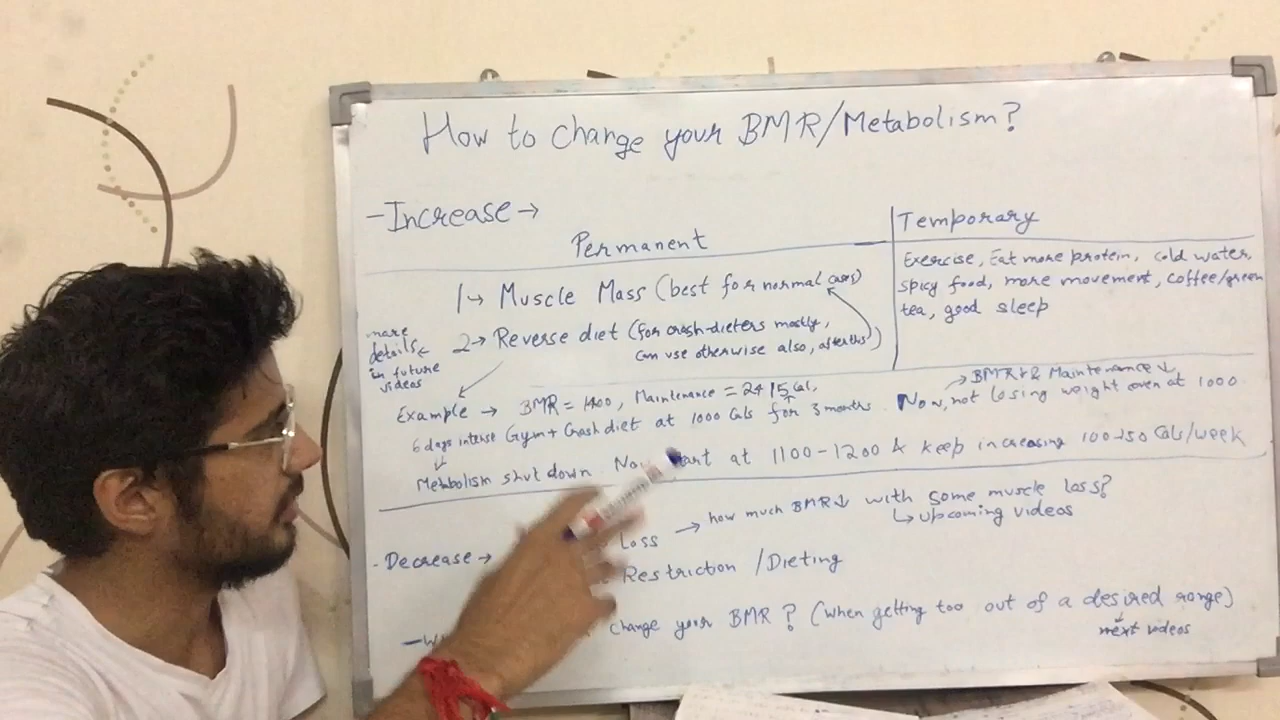 How to change your BMR/Metabolism?
- Increase →
Permanent
Temporary
1 → Muscle Mass (best for normal cases)
2 → Reverse diet (for crash-dieters mostly,
can use otherwise also, after this)
Exercise, Eat more protein, cold water,
spicy food, more movement, coffee/green
tea, good sleep
more
details ←
in future
videos
Example → BMR = 1400, Maintenance = 2415 Cal,
→ BMR↓ & Maintenance ↓
6 days intense Gym + Crash diet at 1000 Cals for 3 months. Now, not losing weight even at 1000
↓
Metabolism shut down. at 1100-1200 & keep increasing 100-150 Cals/week
- Decrease →
Loss → how much BMR↓ with some muscle loss?
↳ upcoming videos
Restriction / Dieting
change your BMR? (when getting too out of a desired range)
↓
next videos